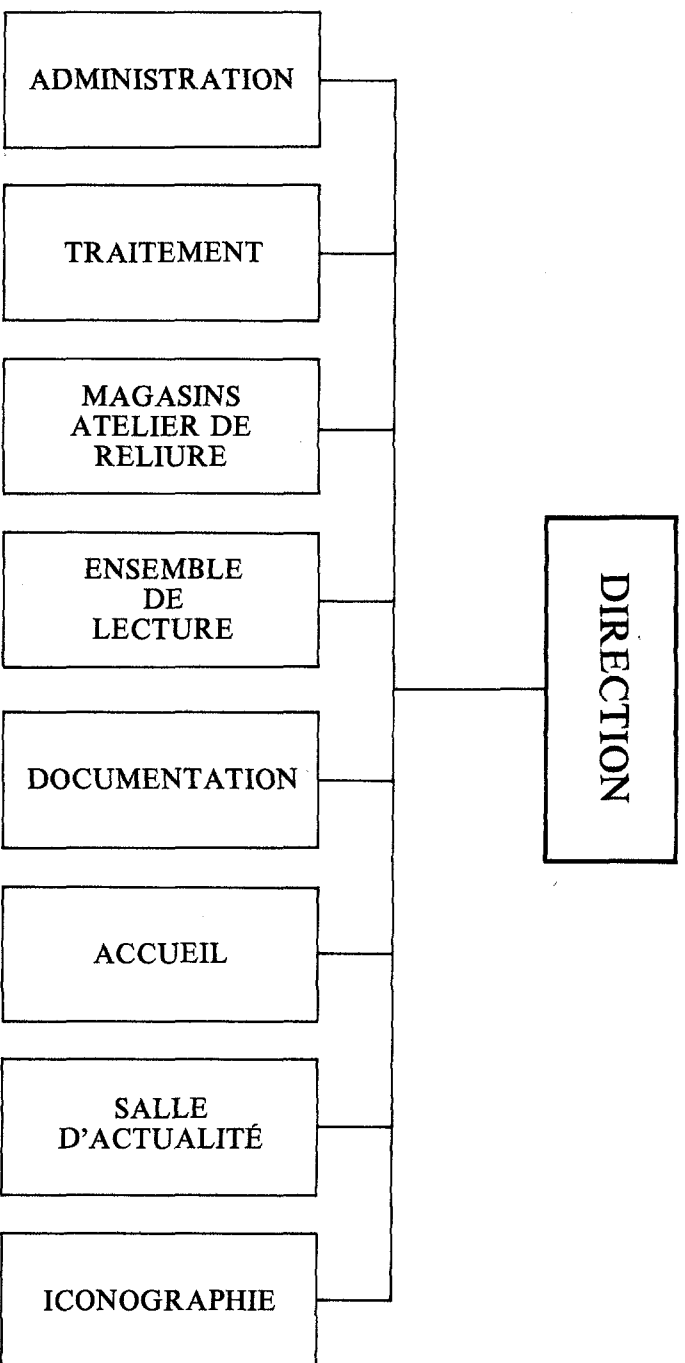 ADMINISTRATION
TRAITEMENT
MAGASINS
ATELIER DE
RELIURE
ENSEMBLE
DE
LECTURE
DOCUMENTATION
ACCUEIL
SALLE
D'ACTUALITÉ
ICONOGRAPHIE
DIRECTION